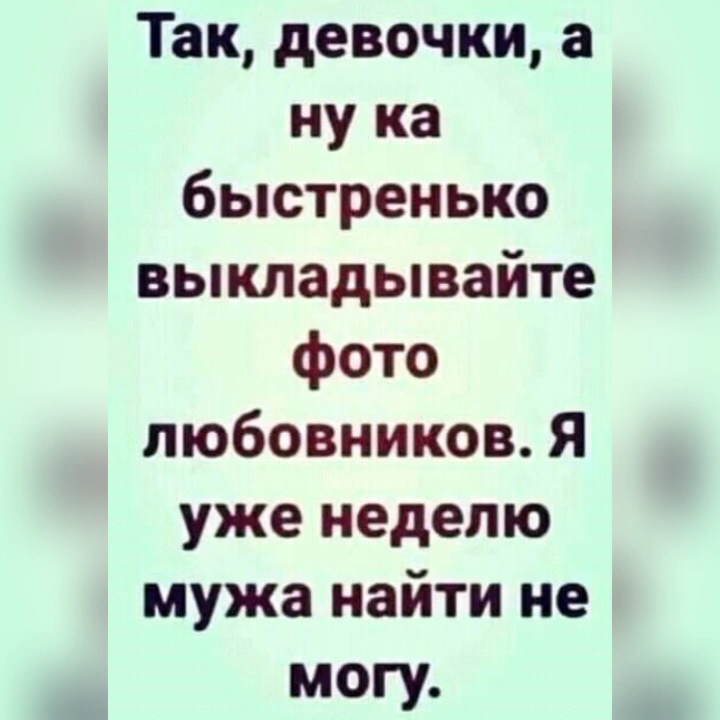 Так, девочки, а
ну ка
быстренько
выкладывайте
фото
любовников. Я
уже неделю
мужа найти не
могу.